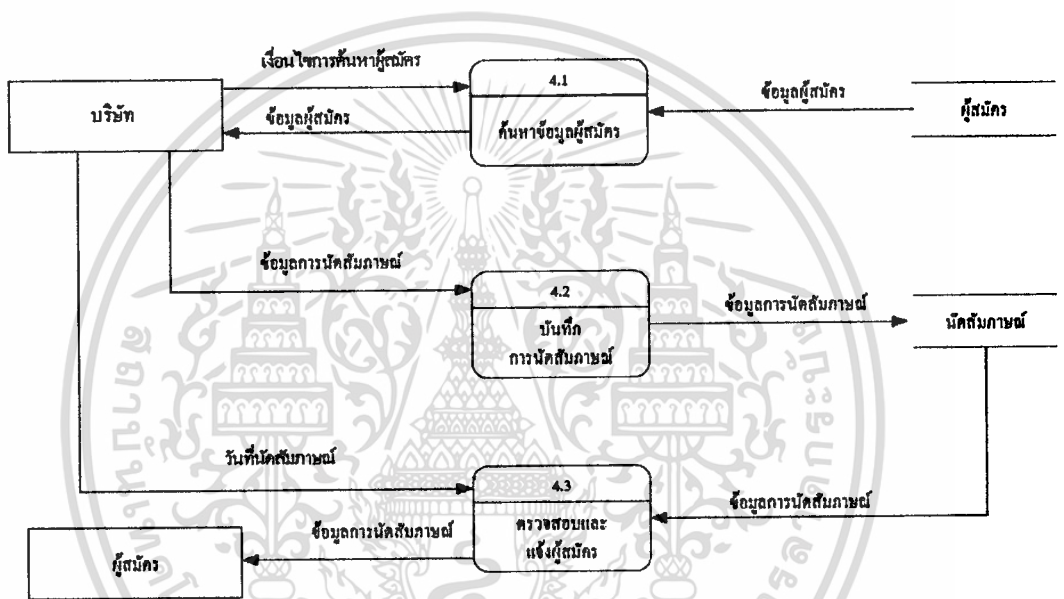 เงื่อนไขการค้นหาผู้สมัคร
4.1
ข้อมูลผู้สมัคร
บริษัท
ข้อมูลผู้สมัคร
ค้นหาข้อมูลผู้สมัคร
ผู้สมัคร
ข้อมูลการนัดสัมภาษณ์
4.2
ข้อมูลการนัดสัมภาษณ์
บันทึก
การนัดสัมภาษณ์
นัดสัมภาษณ์
วันที่นัดสัมภาษณ์
4.3
ข้อมูลการนัดสัมภาษณ์
ข้อมูลการนัดสัมภาษณ์
ตรวจสอบและ
แจ้งผู้สมัคร
ผู้สมัคร